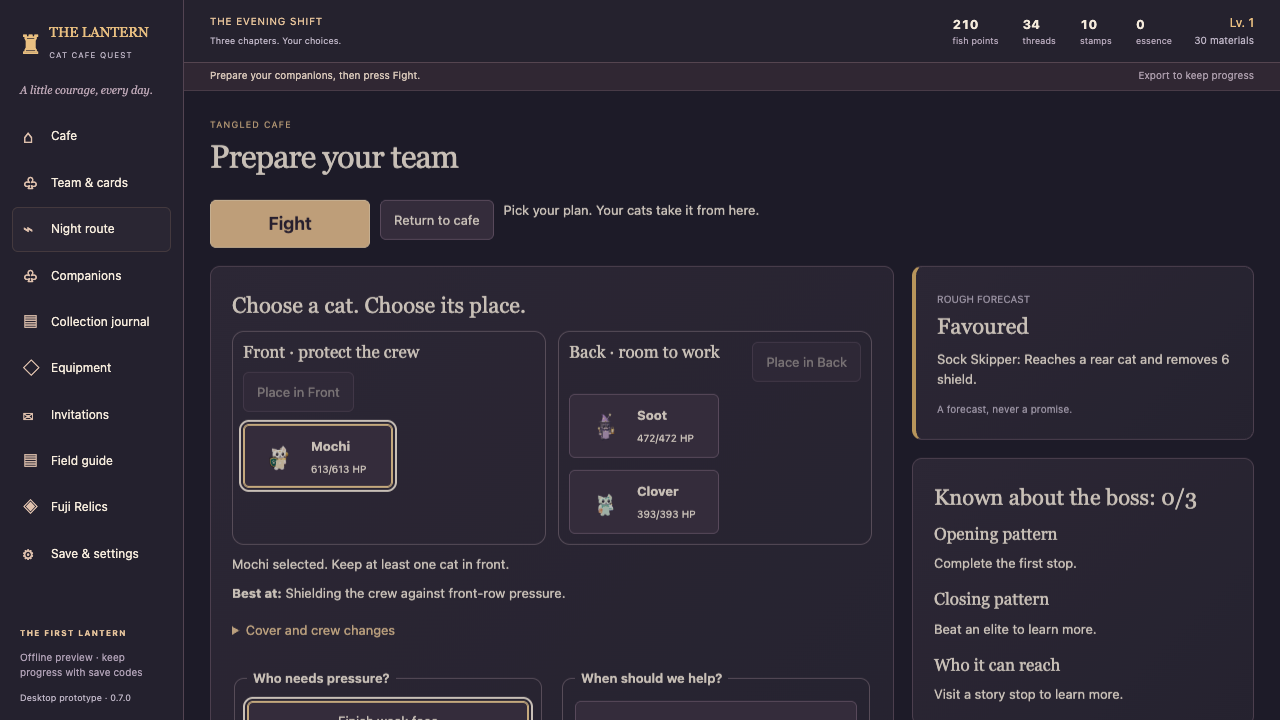 THE LANTERN
CAT CAFE QUEST
A little courage, every day.
Cafe
Team & cards
Night route
Companions
Collection journal
Equipment
Invitations
Field guide
Fuji Relics
Save & settings
THE FIRST LANTERN
Offline preview · keep
progress with save codes
Desktop prototype · 0.7.0
THE EVENING SHIFT
Three chapters. Your choices.
210
fish points
34
threads
10
stamps
0
essence
Lv. 1
30 materials
Prepare your companions, then press Fight.
Export to keep progress
TANGLED CAFE
Prepare your team
Fight
Return to cafe
Pick your plan. Your cats take it from here.
Choose a cat. Choose its place.
Front · protect the crew
Place in Front
Mochi
613/613 HP
Back · room to work
Place in Back
Soot
472/472 HP
Clover
393/393 HP
Mochi selected. Keep at least one cat in front.
Best at: Shielding the crew against front-row pressure.
Cover and crew changes
Who needs pressure?
When should we help?
ROUGH FORECAST
Favoured
Sock Skipper: Reaches a rear cat and removes 6
shield.
A forecast, never a promise.
Known about the boss: 0/3
Opening pattern
Complete the first stop.
Closing pattern
Beat an elite to learn more.
Who it can reach
Visit a story stop to learn more.